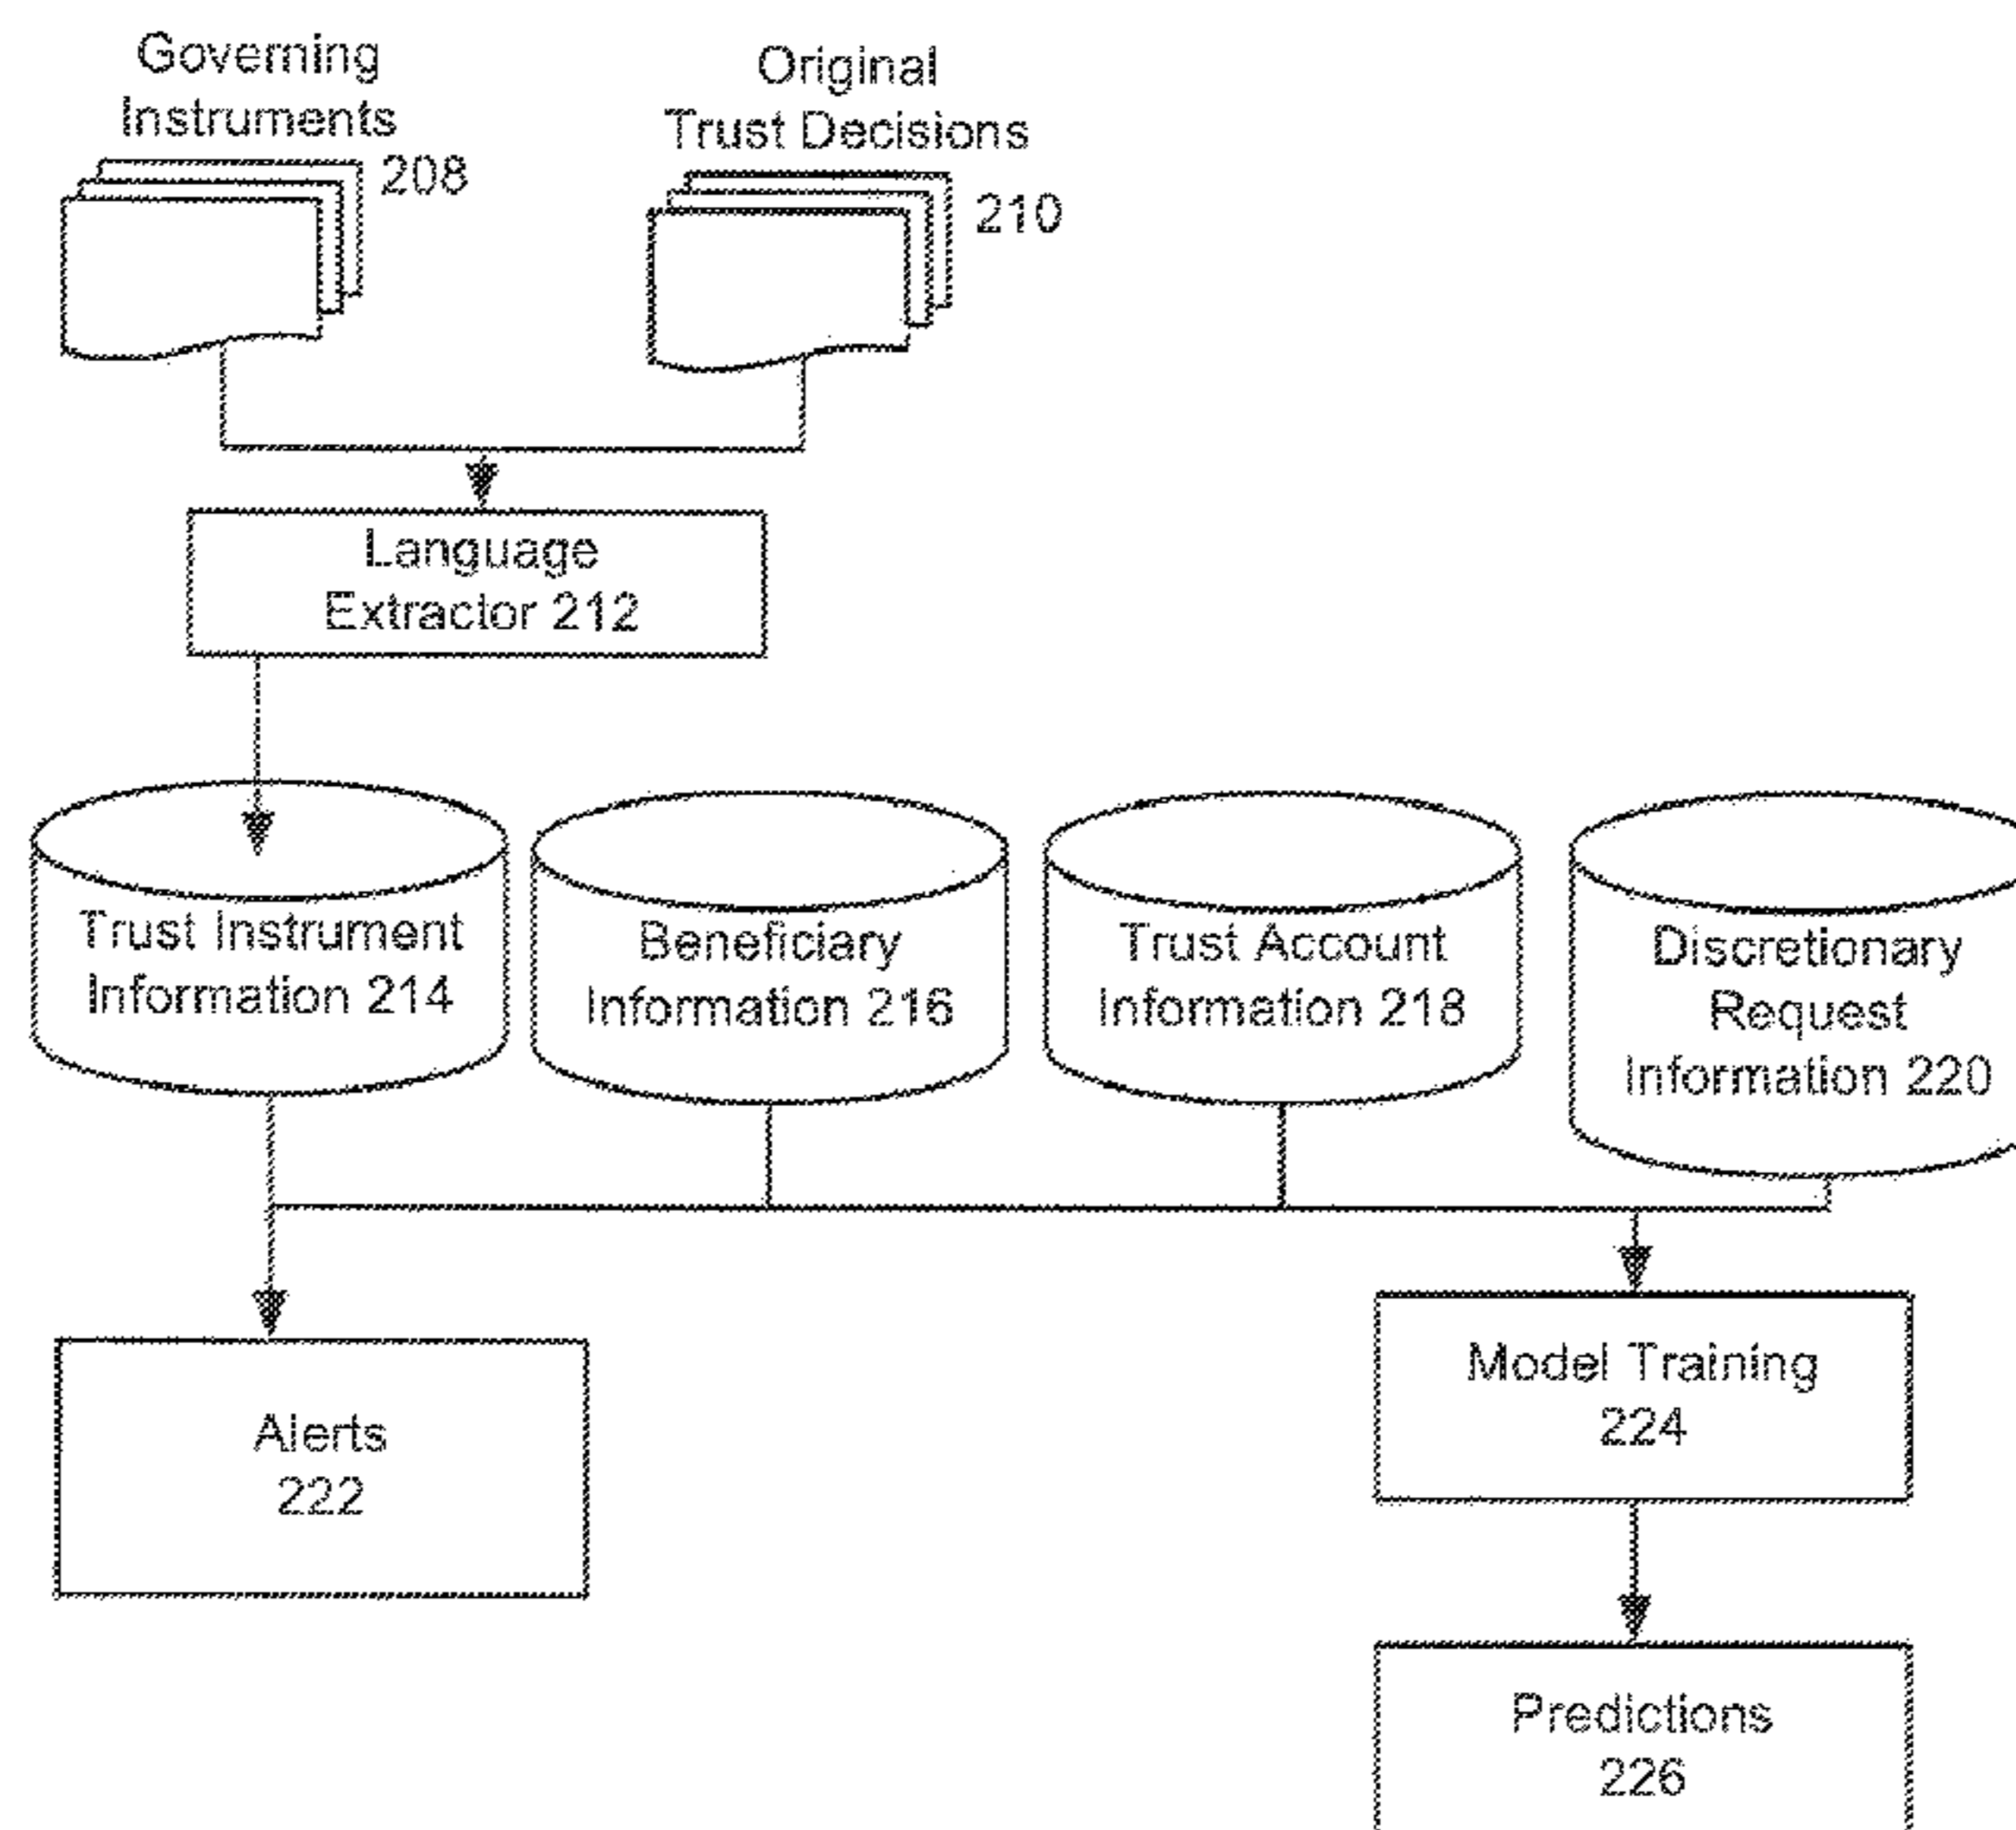 Governing
Instruments
208
Original
Trust Decisions
210
Language
Extractor 212
Trust Instrument
Information 214
Beneficiary
Information 216
Trust Account
Information 218
Discretionary
Request
Information 220
Alerts
222
Model Training
224
Predictions
226